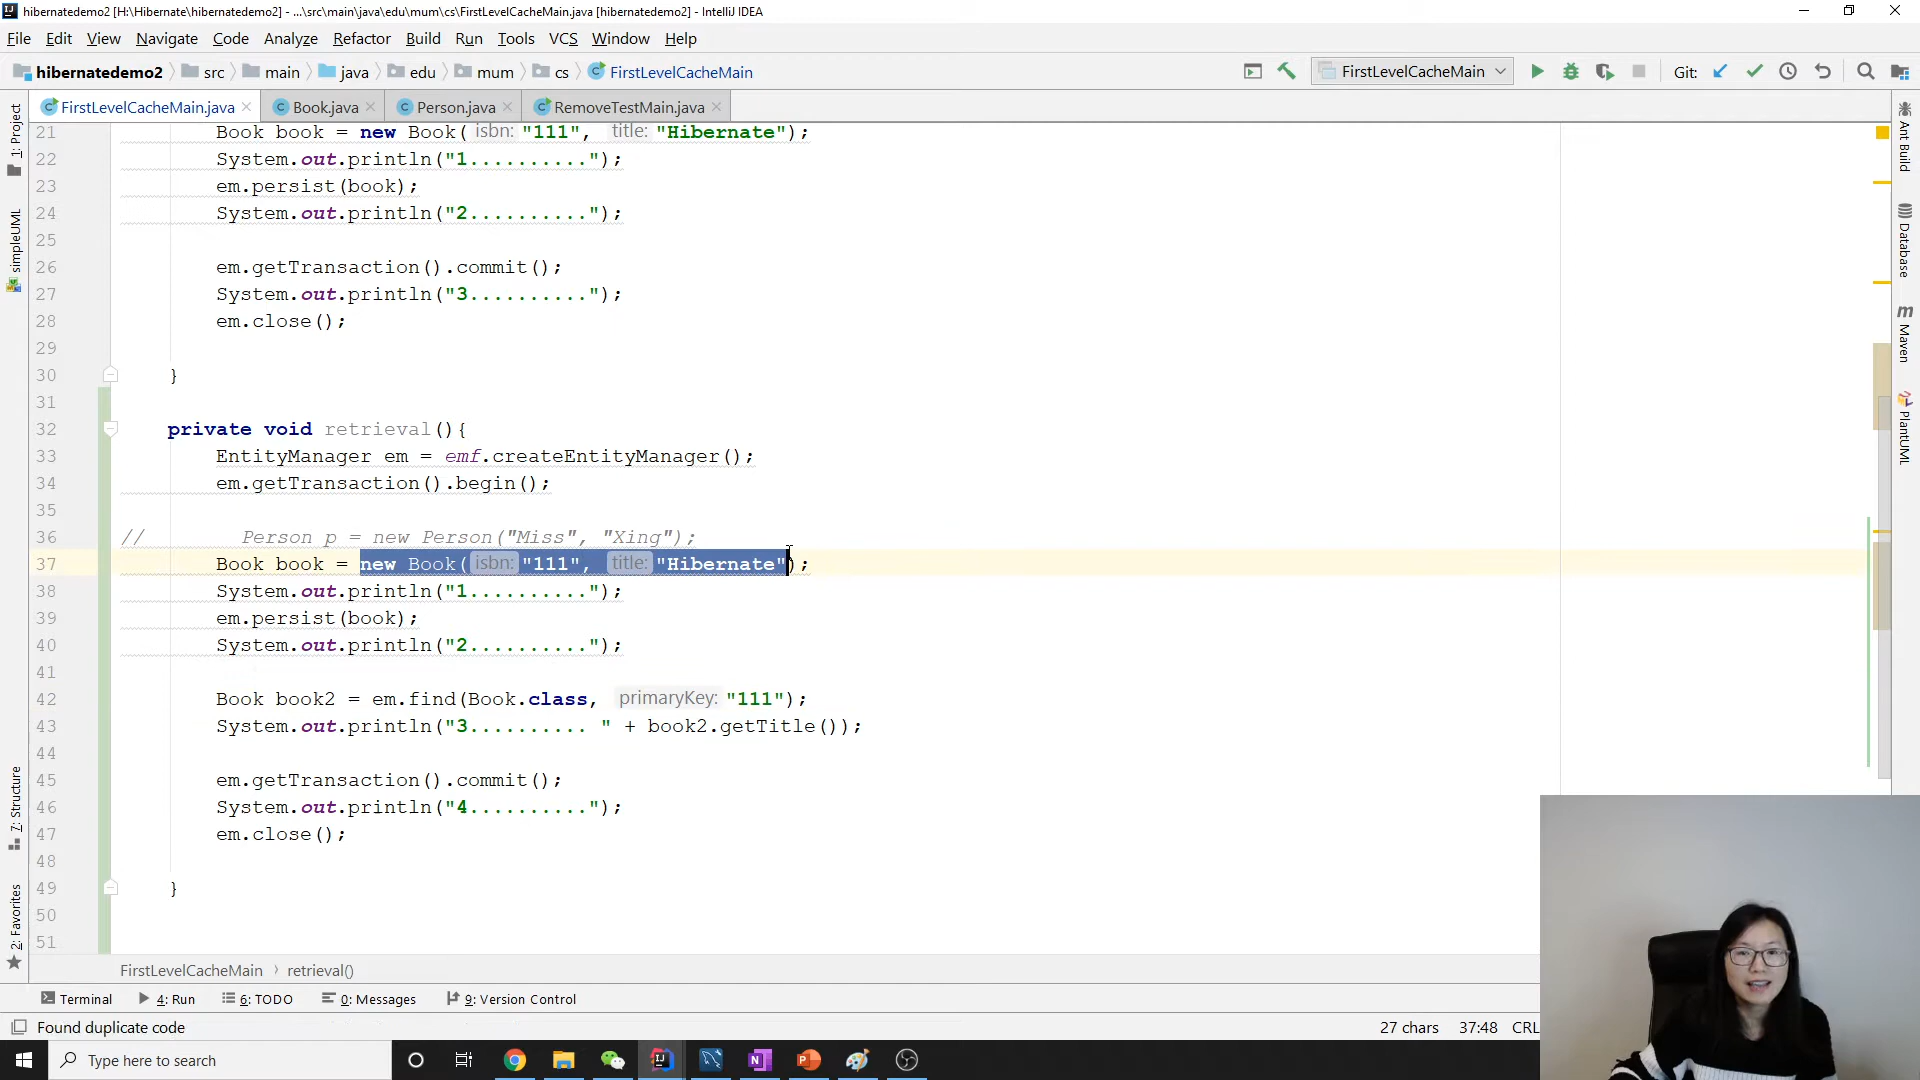 hibernatedemo2 [H:\Hibernate\hibernatedemo2] - ...\src\main\java\edu\mum\cs\FirstLevelCacheMain.java [hibernatedemo2] - IntelliJ IDEA
File Edit View Navigate Code Analyze Refactor Build Run Tools VCS Window Help
hibernatedemo2 src main java edu mum cs FirstLevelCacheMain FirstLevelCacheMain Git:
FirstLevelCacheMain.java Book.java Person.java RemoveTestMain.java
1: Project
simpleUML
7: Structure
2: Favorites
Ant Build
Database
Maven
PlantUML
21 Book book = new Book( isbn: "111", title: "Hibernate");
22 System.out.println("1..........");
23 em.persist(book);
24 System.out.println("2..........");
25
26 em.getTransaction().commit();
27 System.out.println("3..........");
28 em.close();
29
30 }
31
32 private void retrieval(){
33 EntityManager em = emf.createEntityManager();
34 em.getTransaction().begin();
35
36 // Person p = new Person("Miss", "Xing");
37 Book book = new Book( isbn: "111", title: "Hibernate");
38 System.out.println("1..........");
39 em.persist(book);
40 System.out.println("2..........");
41
42 Book book2 = em.find(Book.class, primaryKey: "111");
43 System.out.println("3.......... " + book2.getTitle());
44
45 em.getTransaction().commit();
46 System.out.println("4..........");
47 em.close();
48
49 }
50
51
FirstLevelCacheMain › retrieval()
Terminal 4: Run 6: TODO 0: Messages 9: Version Control
Found duplicate code 27 chars 37:48 CRL
Type here to search